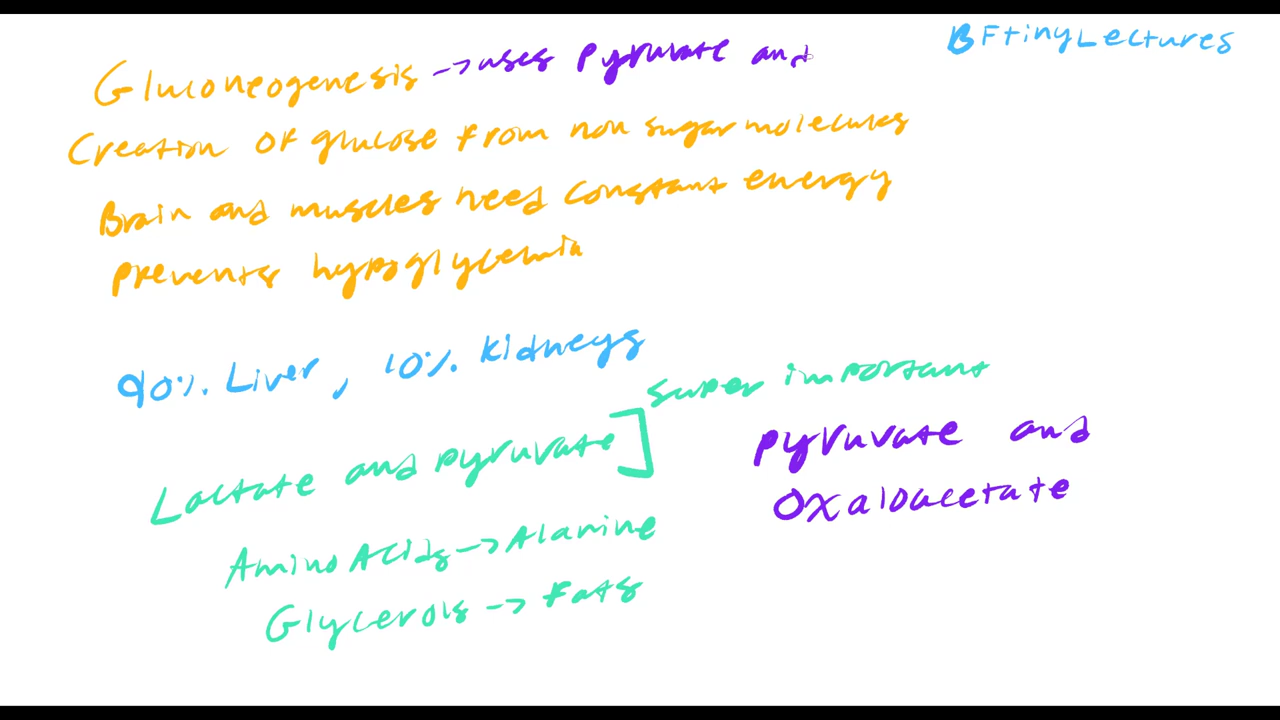 BFtinyLectures
Gluconeogenesis → uses pyruvate and
Creation of glucose from non sugar molecules
Brain and muscles need constant energy
prevents hypoglycemia
90% Liver, 10% Kidneys
super important
Lactate and pyruvate
pyruvate and
Oxaloacetate
Amino Acids → Alanine
Glycerols → Fats